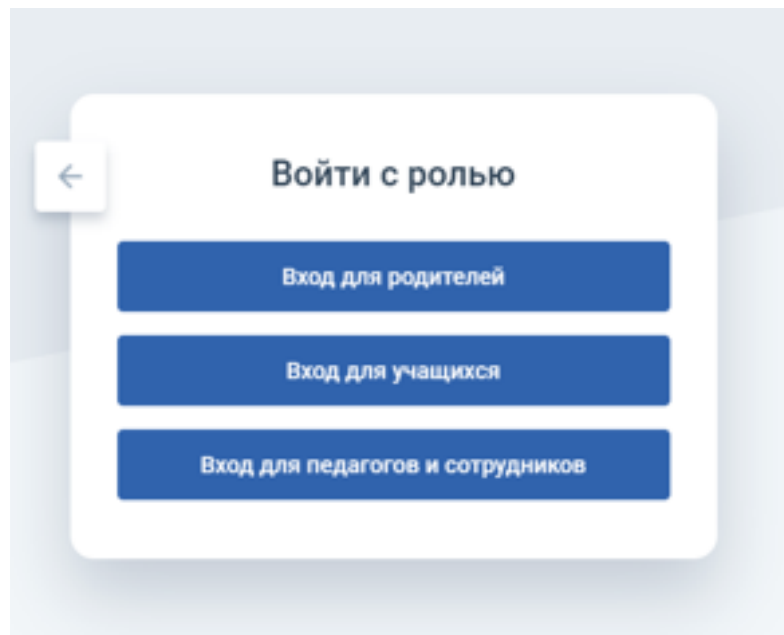 Войти с ролью
Вход для родителей
Вход для учащихся
Вход для педагогов и сотрудников